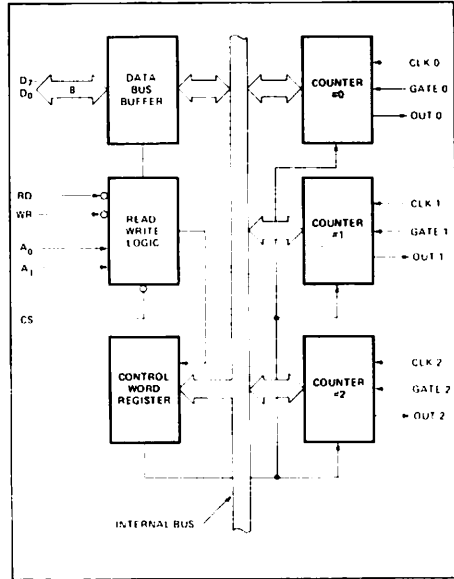 D7
D0
8
DATA
BUS
BUFFER
RD
WR
A0
A1
READ
WRITE
LOGIC
CS
CONTROL
WORD
REGISTER
INTERNAL BUS
COUNTER
#0
CLK 0
GATE 0
OUT 0
COUNTER
#1
CLK 1
GATE 1
OUT 1
COUNTER
#2
CLK 2
GATE 2
OUT 2